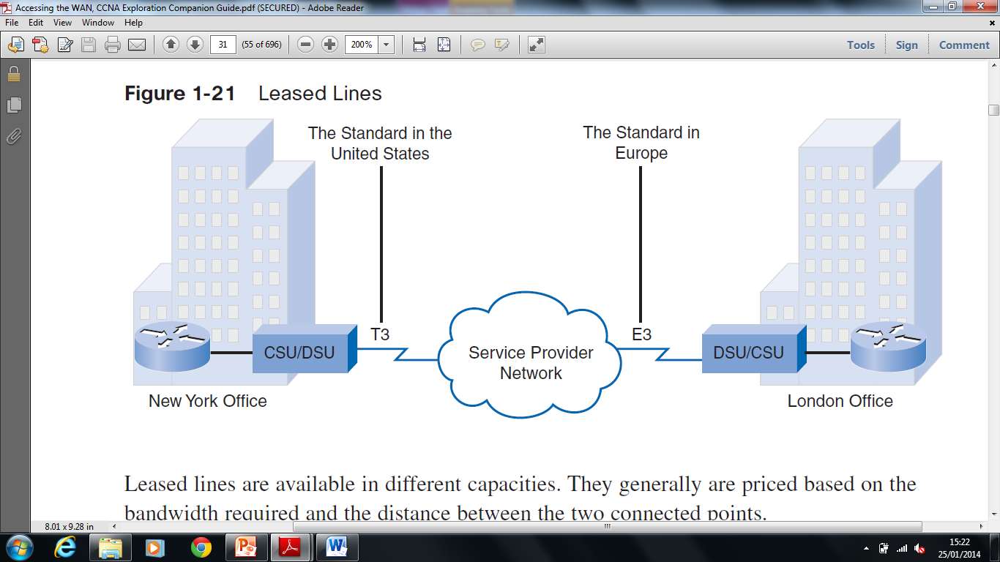 Accessing the WAN, CCNA Exploration Companion Guide.pdf (SECURED) - Adobe Reader
File Edit View Window Help
31 (55 of 696) 200% Tools Sign Comment
Figure 1-21 Leased Lines
The Standard in the
United States
The Standard in
Europe
T3
E3
CSU/DSU
Service Provider
Network
DSU/CSU
New York Office
London Office
Leased lines are available in different capacities. They generally are priced based on the
bandwidth required and the distance between the two connected points.
8.01 x 9.28 in
15:22
25/01/2014